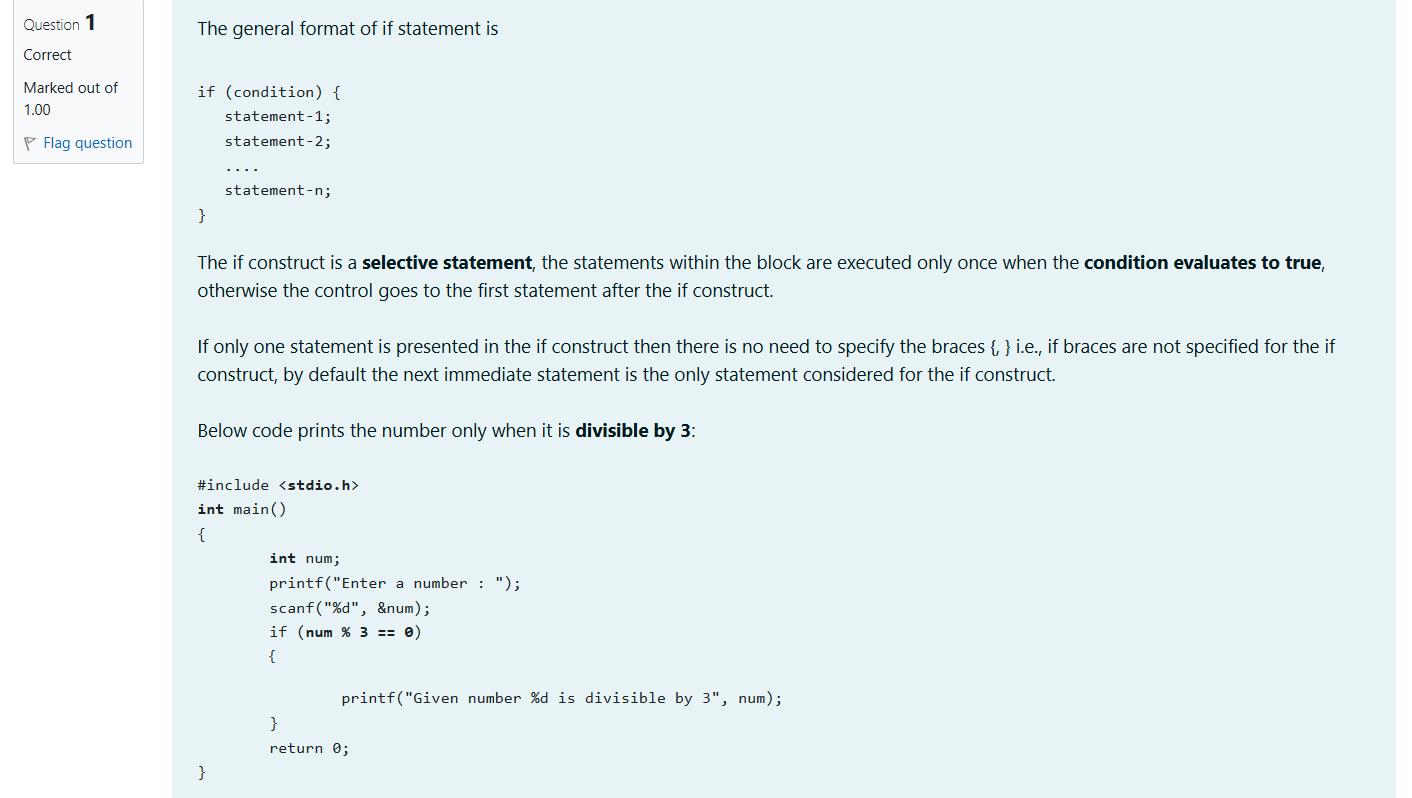 Question 1
Correct
Marked out of
1.00
Flag question
The general format of if statement is
if (condition) {
statement-1;
statement-2;
....
statement-n;
}
The if construct is a selective statement, the statements within the block are executed only once when the condition evaluates to true,
otherwise the control goes to the first statement after the if construct.
If only one statement is presented in the if construct then there is no need to specify the braces {, } i.e., if braces are not specified for the if
construct, by default the next immediate statement is the only statement considered for the if construct.
Below code prints the number only when it is divisible by 3:
#include <stdio.h>
int main()
{
int num;
printf("Enter a number : ");
scanf("%d", &num);
if (num % 3 == 0)
{
printf("Given number %d is divisible by 3", num);
}
return 0;
}